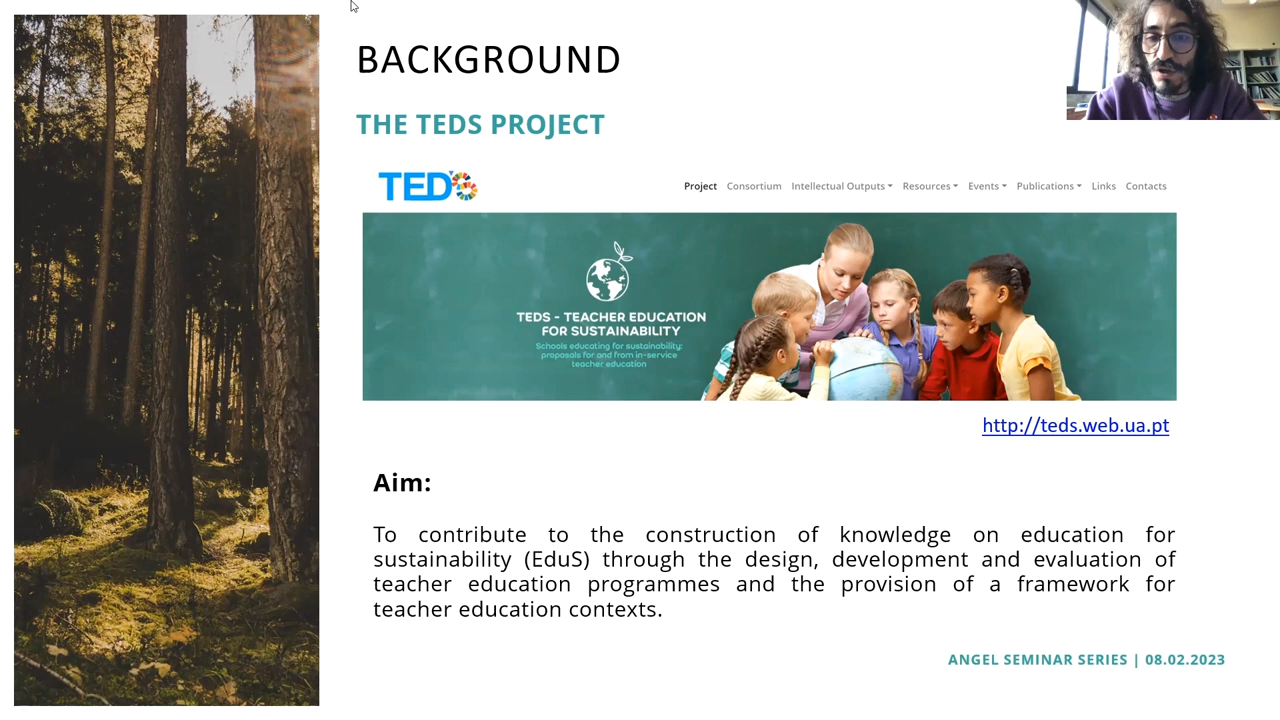 BACKGROUND
THE TEDS PROJECT
TEDS
Project Consortium Intellectual Outputs Resources Events Publications Links Contacts
TEDS - TEACHER EDUCATION
FOR SUSTAINABILITY
Schools educating for sustainability:
proposals for and from in-service
teacher education
http://teds.web.ua.pt
Aim:
To contribute to the construction of knowledge on education for
sustainability (EduS) through the design, development and evaluation of
teacher education programmes and the provision of a framework for
teacher education contexts.
ANGEL SEMINAR SERIES | 08.02.2023